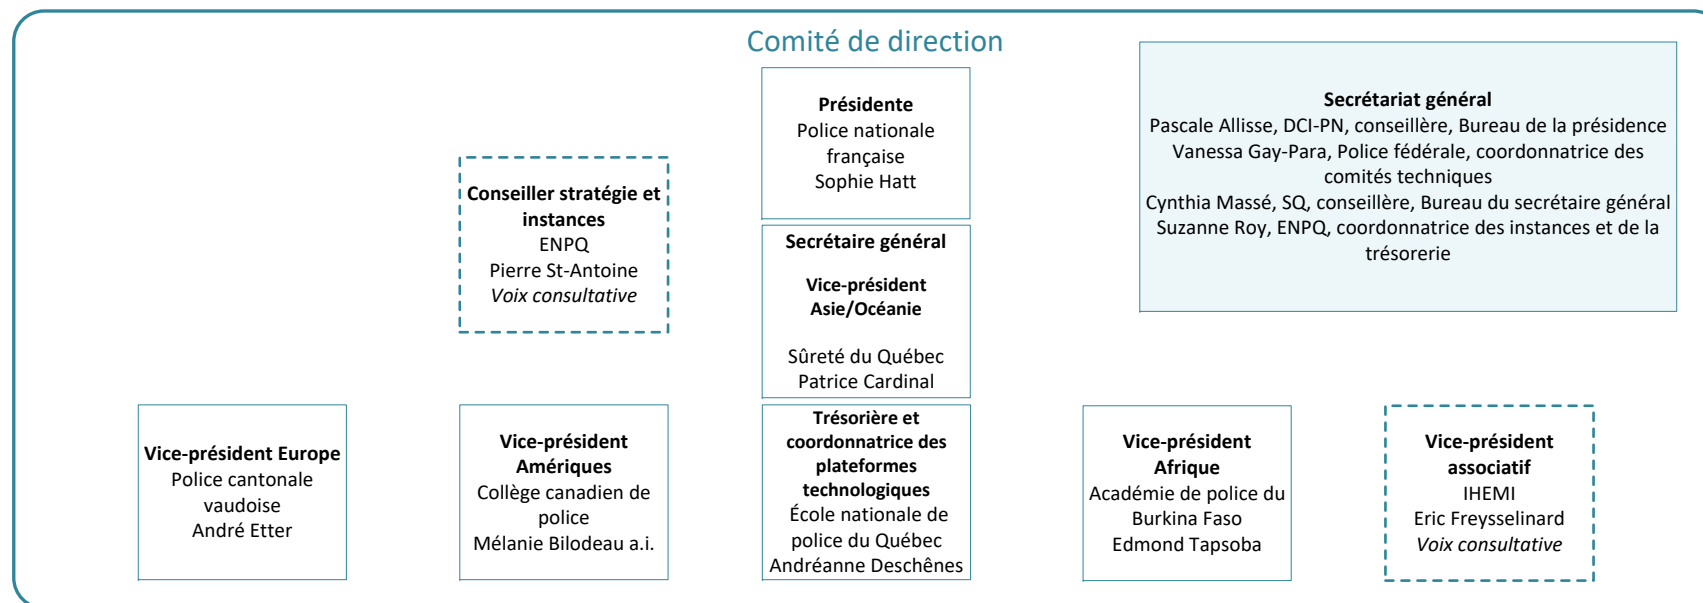 Comité de direction
Présidente
Police nationale
française
Sophie Hatt
Secrétariat général
Pascale Allisse, DCI-PN, conseillère, Bureau de la présidence
Vanessa Gay-Para, Police fédérale, coordonnatrice des
comités techniques
Cynthia Massé, SQ, conseillère, Bureau du secrétaire général
Suzanne Roy, ENPQ, coordonnatrice des instances et de la
trésorerie
Conseiller stratégie et
instances
ENPQ
Pierre St-Antoine
Voix consultative
Secrétaire général
Vice-président
Asie/Océanie
Sûreté du Québec
Patrice Cardinal
Vice-président Europe
Police cantonale
vaudoise
André Etter
Vice-président
Amériques
Collège canadien de
police
Mélanie Bilodeau a.i.
Trésorière et
coordonnatrice des
plateformes
technologiques
École nationale de
police du Québec
Andréanne Deschênes
Vice-président
Afrique
Académie de police du
Burkina Faso
Edmond Tapsoba
Vice-président
associatif
IHEMI
Eric Freysselinard
Voix consultative